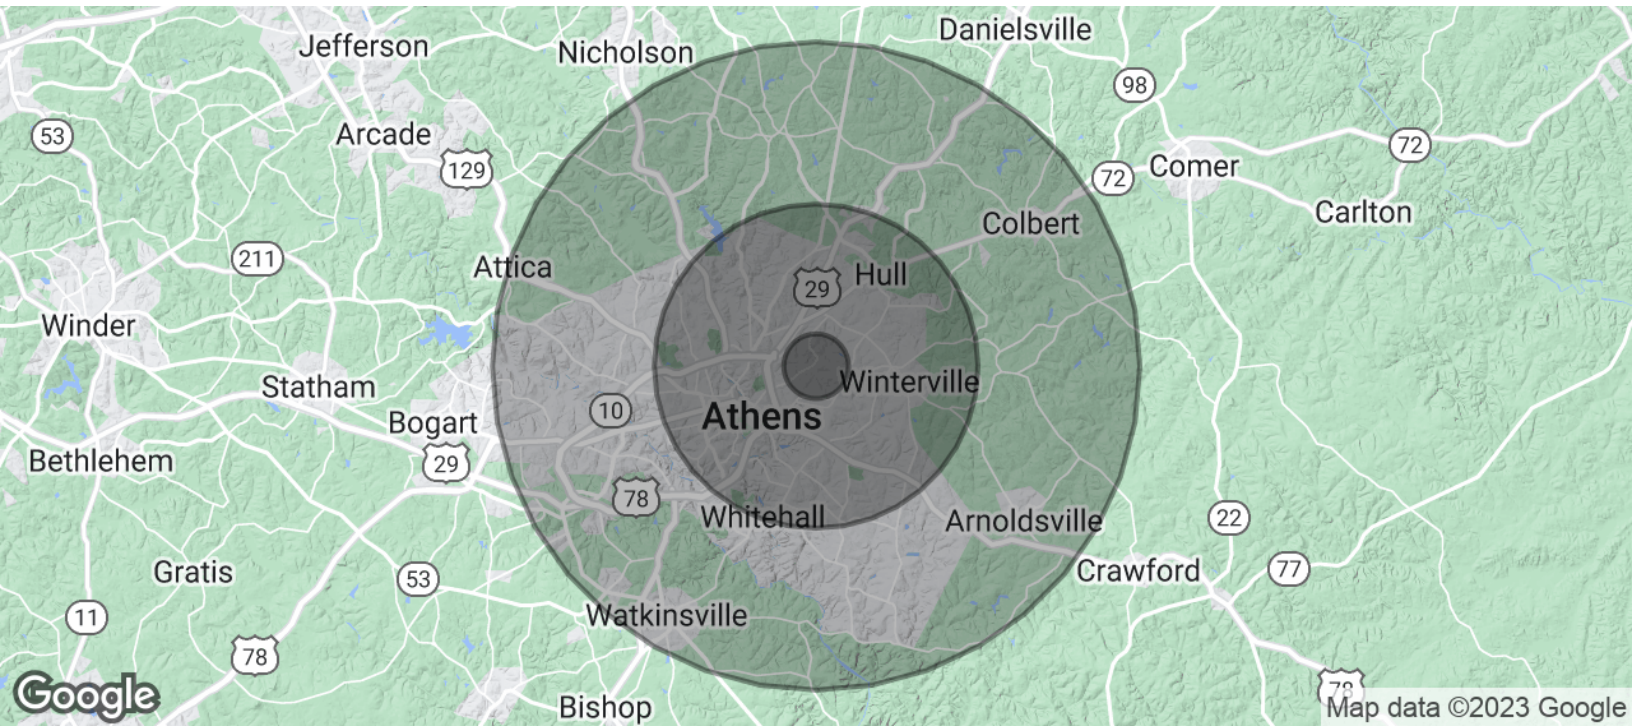 Danielsville
Jefferson
Nicholson
98
53
Arcade
72
129
Comer
72
Carlton
Colbert
211
Attica
Hull
29
Winder
Statham
Winterville
10
Athens
Bogart
Bethlehem
29
78
Whitehall
Arnoldsville
22
Gratis
53
Crawford
77
11
Watkinsville
78
78
Google
Bishop
Map data ©2023 Google